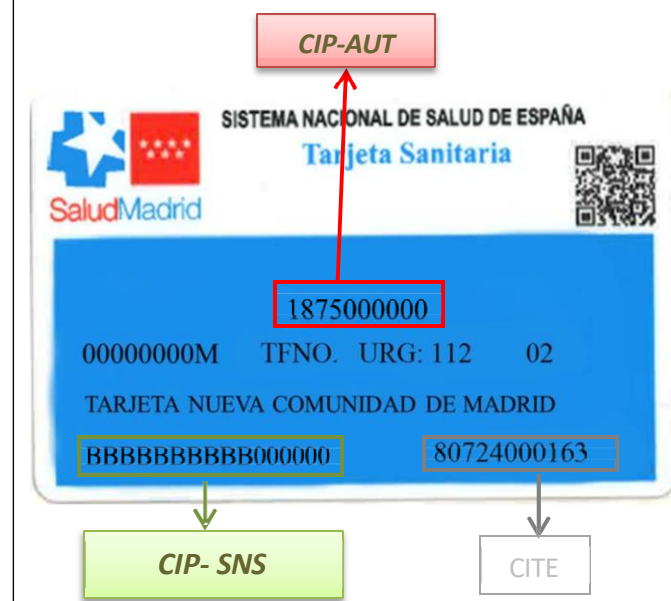 CIP-AUT
SISTEMA NACIONAL DE SALUD DE ESPAÑA
Tarjeta Sanitaria
SaludMadrid
1875000000
00000000M TFNO. URG: 112 02
TARJETA NUEVA COMUNIDAD DE MADRID
BBBBBBBBBB000000 80724000163
CIP- SNS CITE